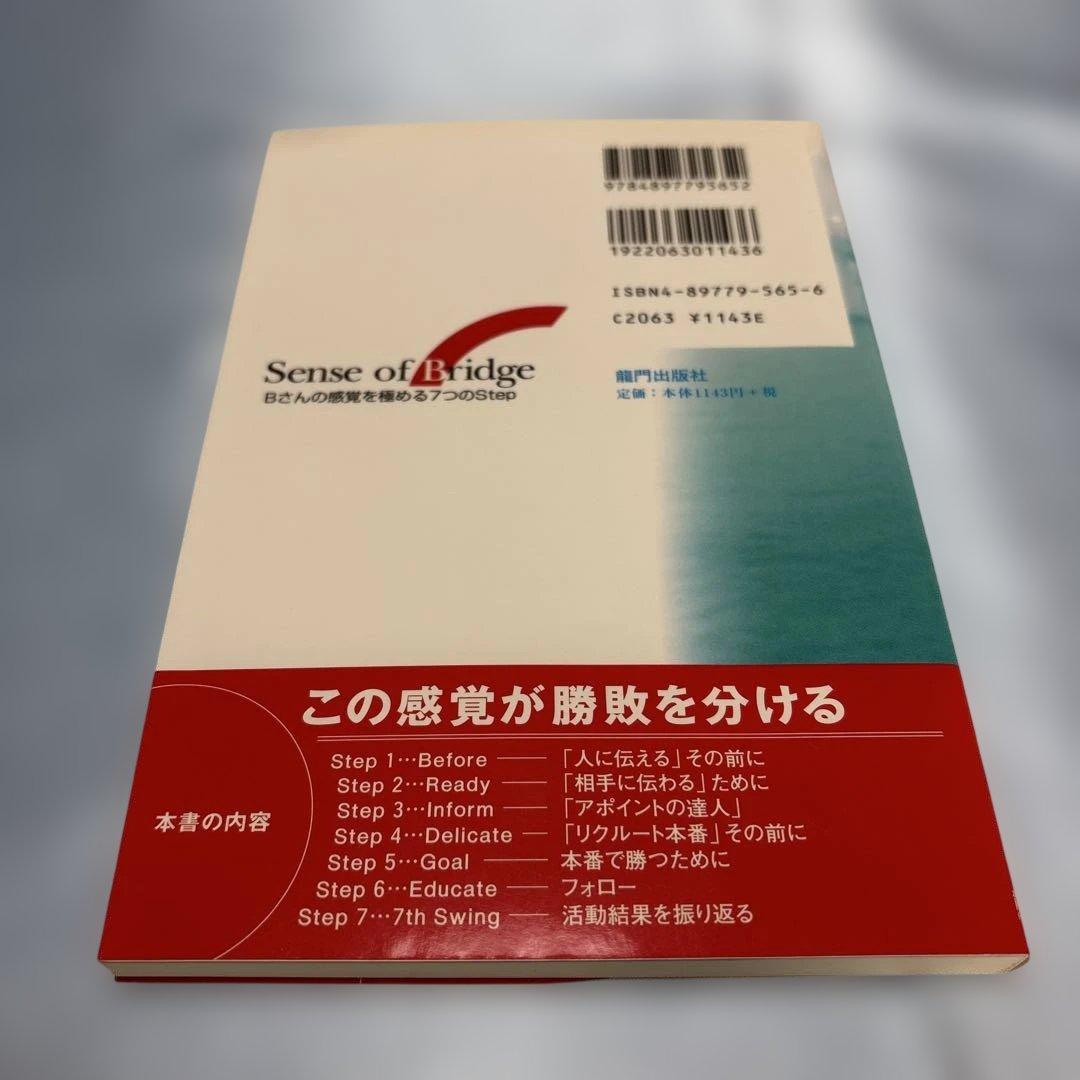 9784897795652
1922063011436
ISBN4-89779-565-6
C2063 ¥1143E
Sense of Bridge
Bさんの感覚を極める7つのStep
龍門出版社
定価：本体1143円+税
この感覚が勝敗を分ける
本書の内容
Step 1…Before ── 「人に伝える」その前に
Step 2…Ready ── 「相手に伝わる」ために
Step 3…Inform ── 「アポイントの達人」
Step 4…Delicate ─ 「リクルート本番」その前に
Step 5…Goal ── 本番で勝つために
Step 6…Educate ── フォロー
Step 7…7th Swing ── 活動結果を振り返る